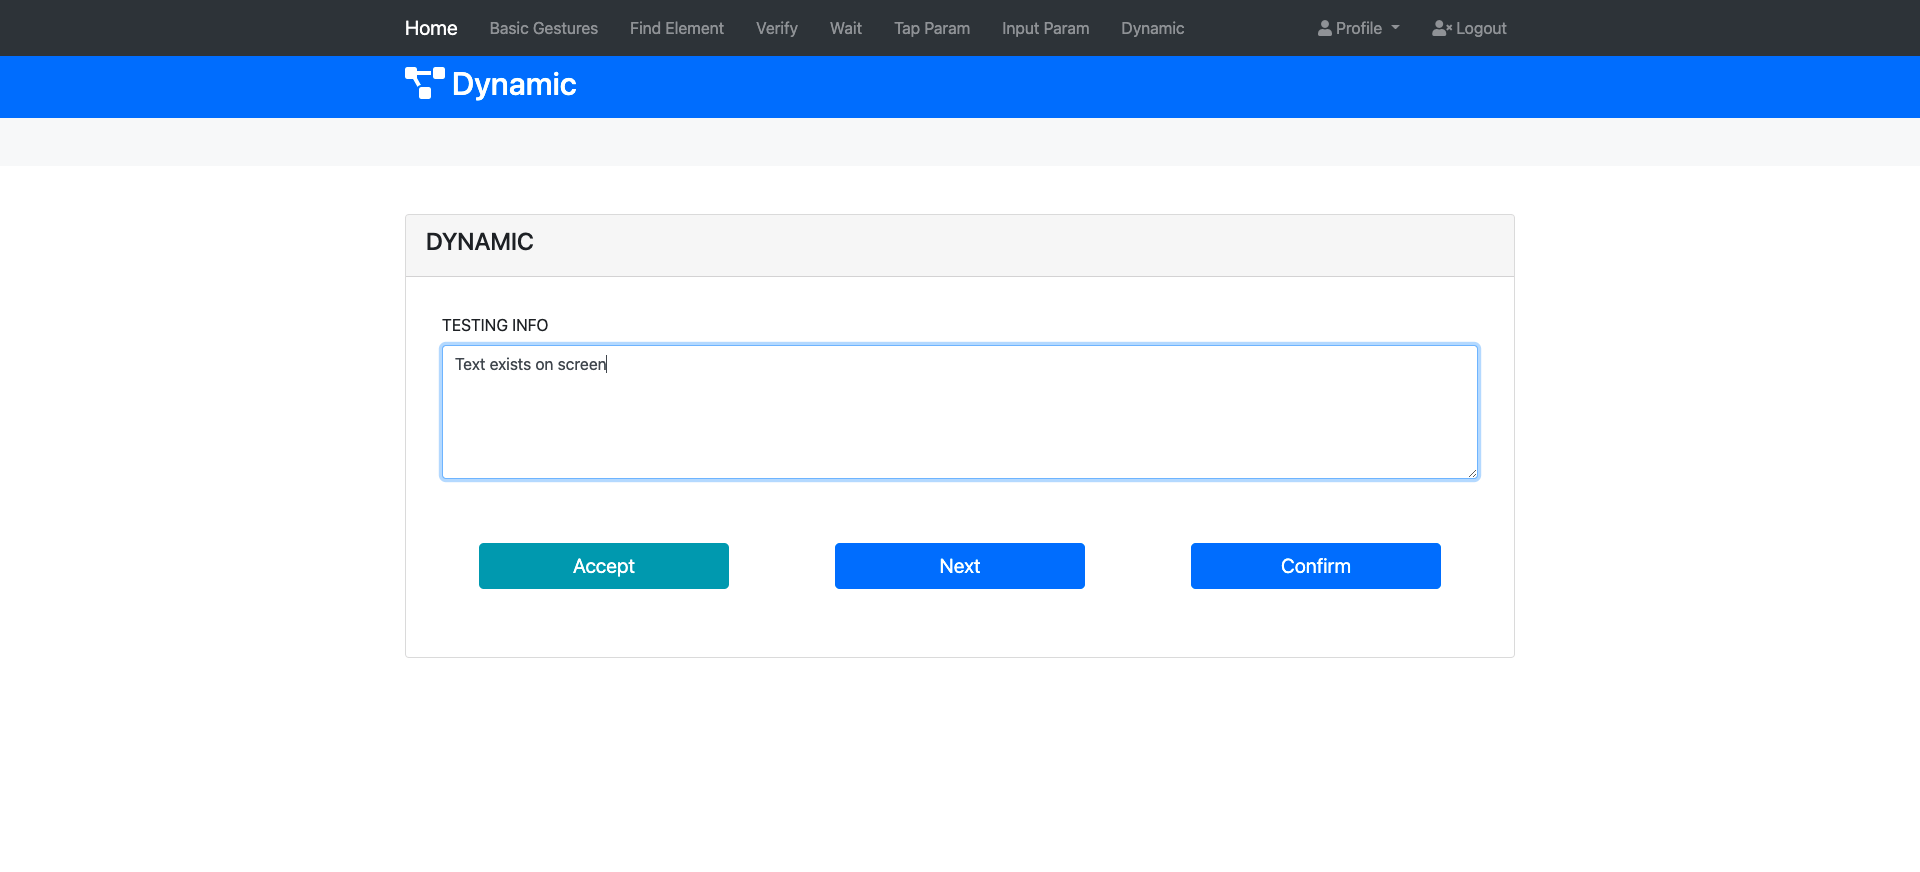 Home Basic Gestures Find Element Verify Wait Tap Param Input Param Dynamic Profile Logout
Dynamic
DYNAMIC
TESTING INFO
Text exists on screen
Accept Next Confirm